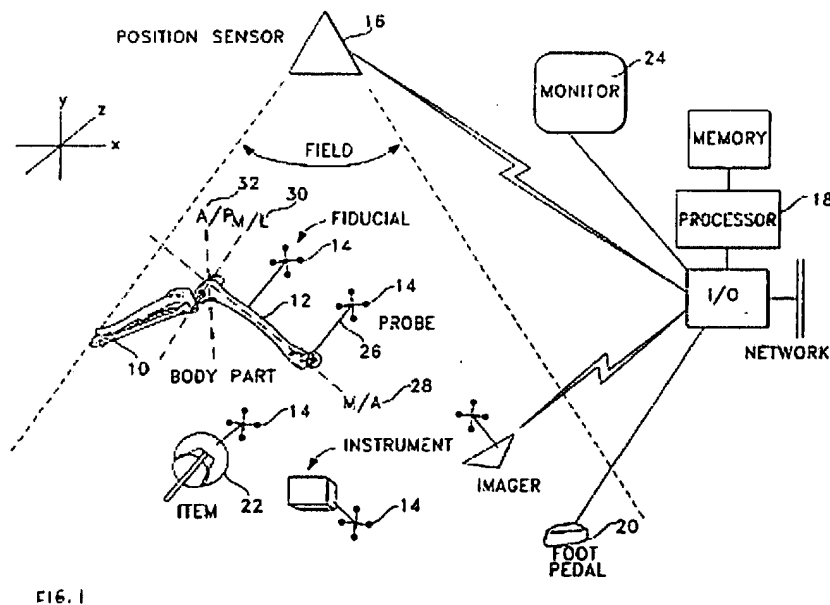 POSITION SENSOR
16
24
MONITOR
MEMORY
18
PROCESSOR
I/O
NETWORK
y
z
x
FIELD
32
30
A/P
M/L
FIDUCIAL
14
12
14
PROBE
26
10
BODY PART
M/A
28
14
INSTRUMENT
14
ITEM
22
IMAGER
20
FOOT
PEDAL
FIG. 1